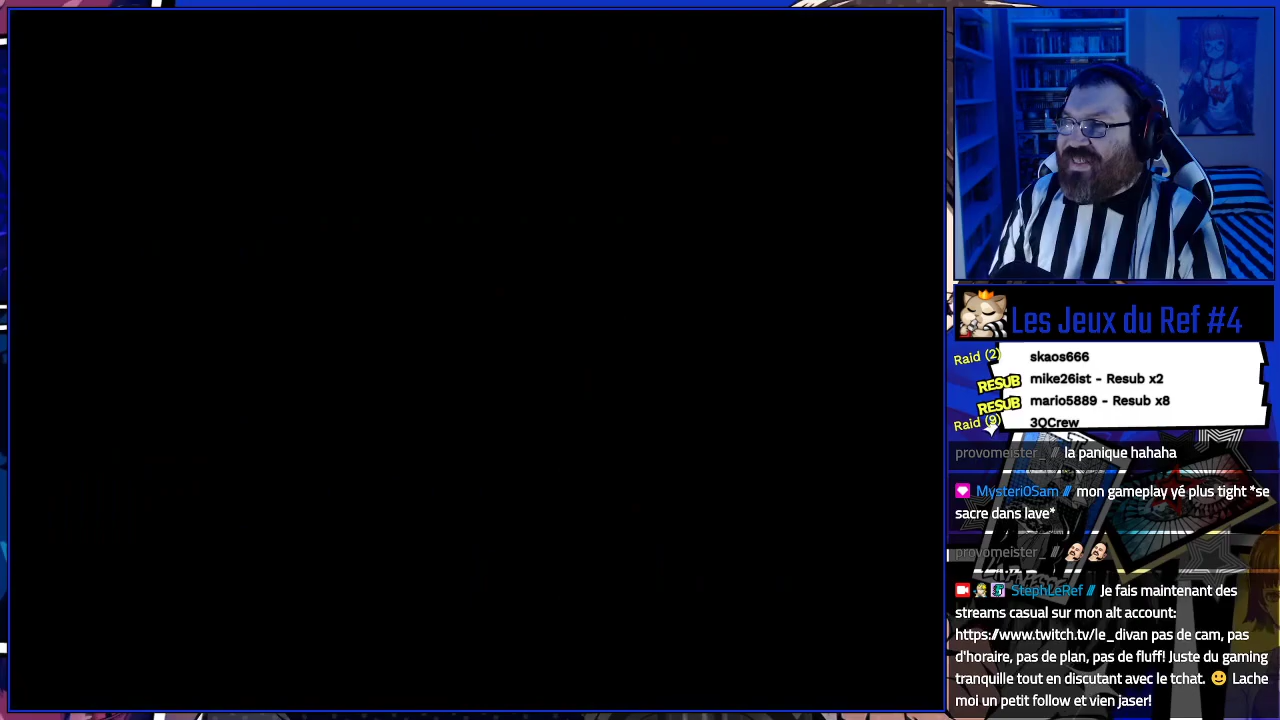 Les Jeux du Ref #4
Raid (2) skaos666
RESUB mike26ist - Resub x2
RESUB mario5889 - Resub x8
Raid (9) 3QCrew
provomeister_ // la panique hahaha
Mysteri0Sam // mon gameplay yé plus tight *se
sacre dans lave*
provomeister_ //
StephLeRef // Je fais maintenant des
streams casual sur mon alt account:
https://www.twitch.tv/le_divan pas de cam, pas
d'horaire, pas de plan, pas de fluff! Juste du gaming
tranquille tout en discutant avec le tchat. 🙂 Lache
moi un petit follow et vien jaser!